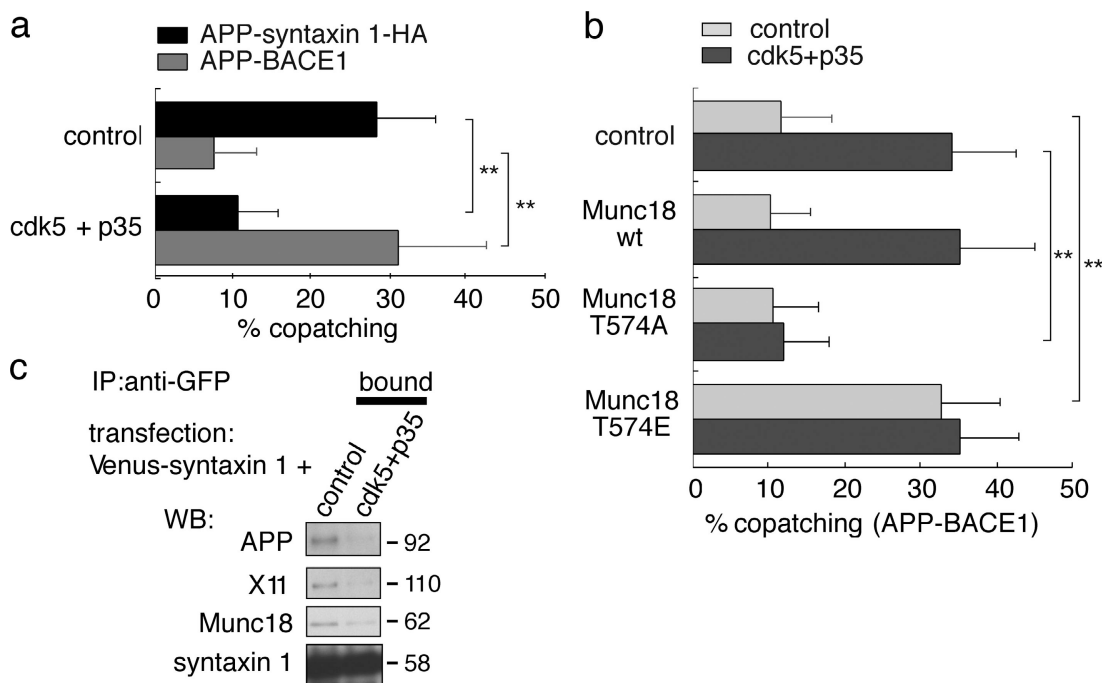 a
APP-syntaxin 1-HA
APP-BACE1
control
cdk5 + p35
**
**
0 10 20 30 40 50
% copatching
b
control
cdk5+p35
control
Munc18
wt
Munc18
T574A
Munc18
T574E
**
**
0 10 20 30 40 50
% copatching (APP-BACE1)
c
IP:anti-GFP
bound
transfection:
Venus-syntaxin 1 +
control
cdk5+p35
WB:
APP - 92
X11 - 110
Munc18 - 62
syntaxin 1 - 58